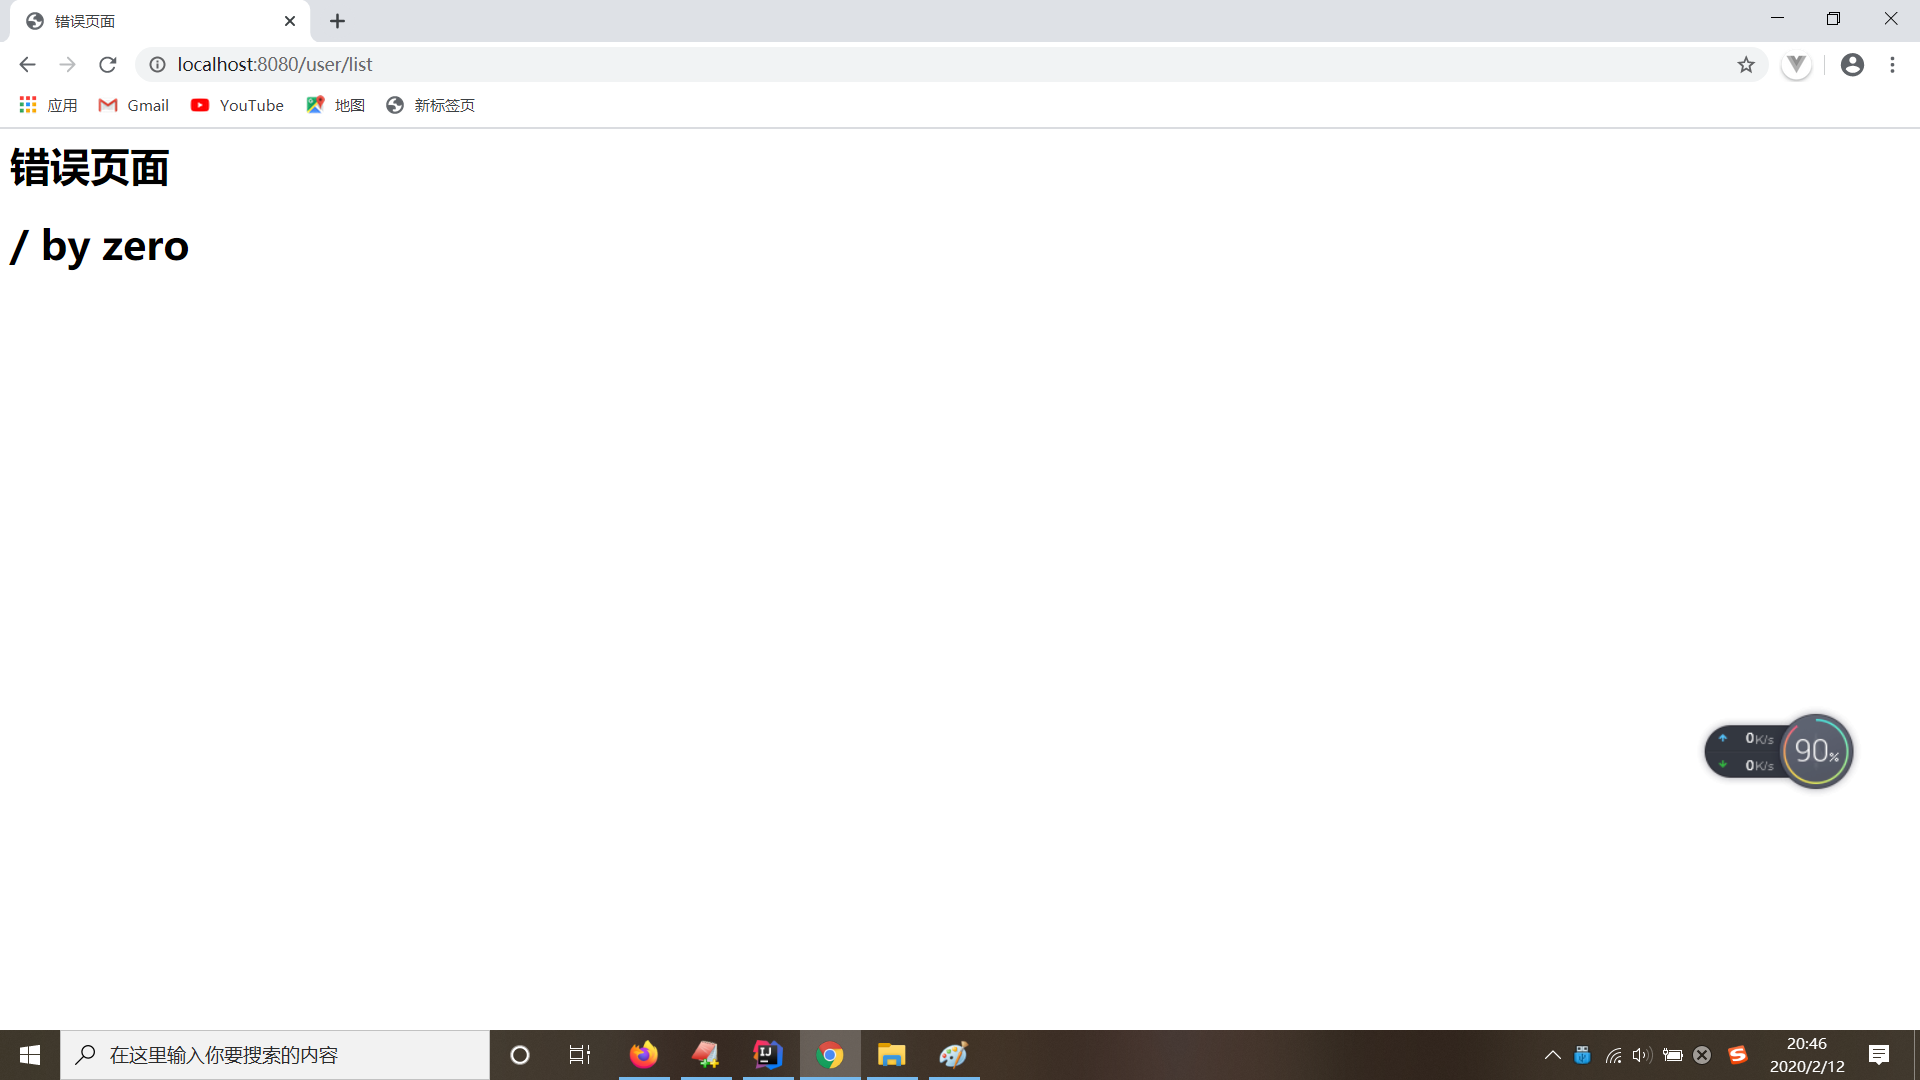 错误页面
localhost:8080/user/list
应用 Gmail YouTube 地图 新标签页
错误页面
/ by zero
0K/s
0K/s
90%
在这里输入你要搜索的内容
20:46
2020/2/12